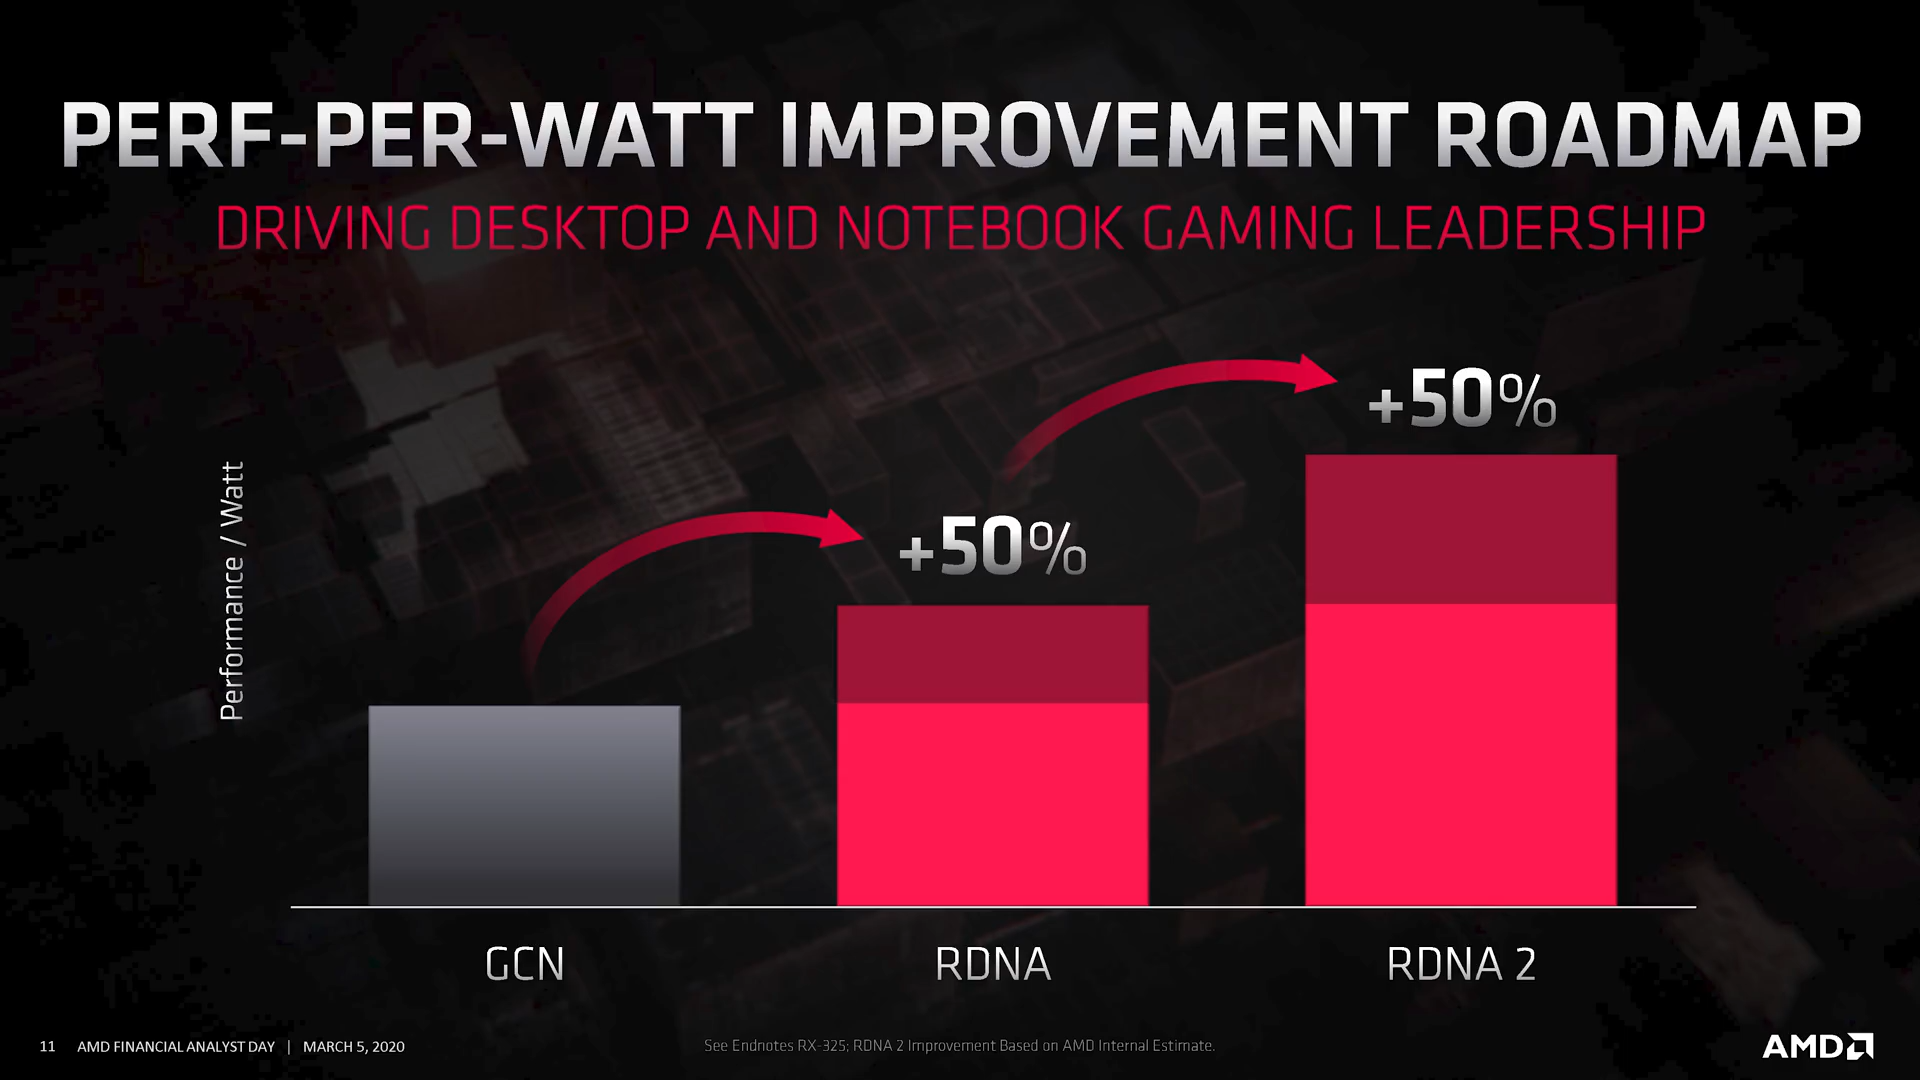 PERF-PER-WATT IMPROVEMENT ROADMAP
DRIVING DESKTOP AND NOTEBOOK GAMING LEADERSHIP
+50%
+50%
Performance / Watt
GCN
RDNA
RDNA 2
11 AMD FINANCIAL ANALYST DAY | MARCH 5, 2020
See Endnotes RX-325; RDNA 2 Improvement Based on AMD Internal Estimate.
AMD